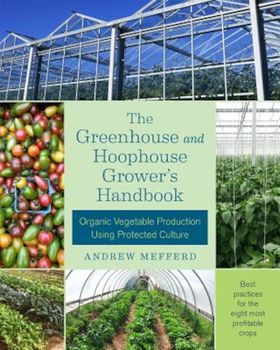 The
Greenhouse and
Hoophouse
Grower's
Handbook
Organic Vegetable Production
Using Protected Culture
ANDREW MEFFERD
Best
practices for
the eight most
profitable
crops